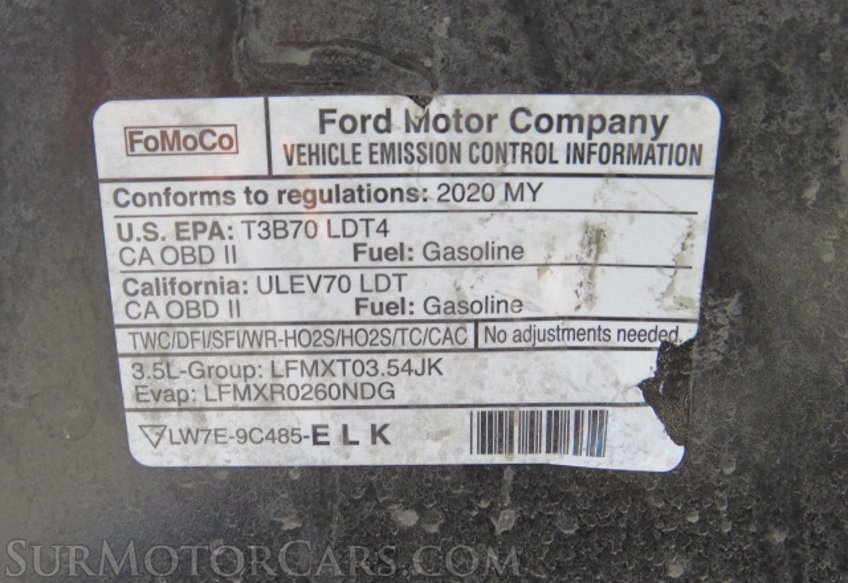 FoMoCo
Ford Motor Company
VEHICLE EMISSION CONTROL INFORMATION
Conforms to regulations: 2020 MY
U.S. EPA: T3B70 LDT4
CA OBD II Fuel: Gasoline
California: ULEV70 LDT
CA OBD II Fuel: Gasoline
TWC/DFI/SFI/WR-HO2S/HO2S/TC/CAC No adjustments needed.
3.5L-Group: LFMXT03.54JK
Evap: LFMXR0260NDG
LW7E-9C485-E L K
SurMotorCars.com